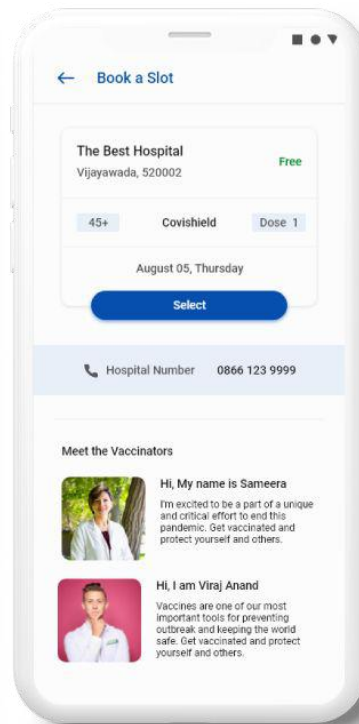 Book a Slot
The Best Hospital
Free
Vijayawada, 520002
45+ Covishield Dose 1
August 05, Thursday
Select
Hospital Number 0866 123 9999
Meet the Vaccinators
Hi, My name is Sameera
I'm excited to be a part of a unique
and critical effort to end this
pandemic. Get vaccinated and
protect yourself and others.
Hi, I am Viraj Anand
Vaccines are one of our most
important tools for preventing
outbreak and keeping the world
safe. Get vaccinated and protect
yourself and others.